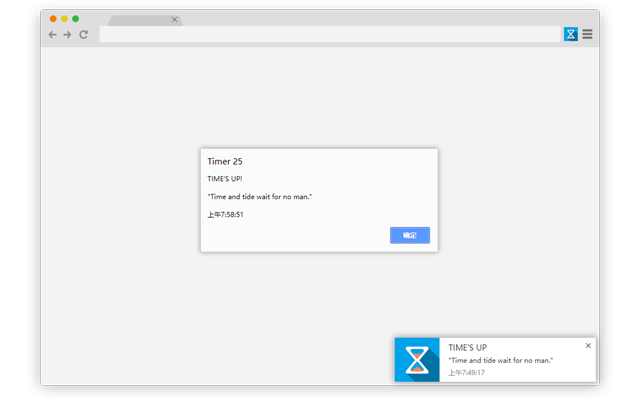 Timer 25
TIME'S UP!
"Time and tide wait for no man."
上午7:58:51
确定
TIME'S UP
"Time and tide wait for no man."
上午7:49:17